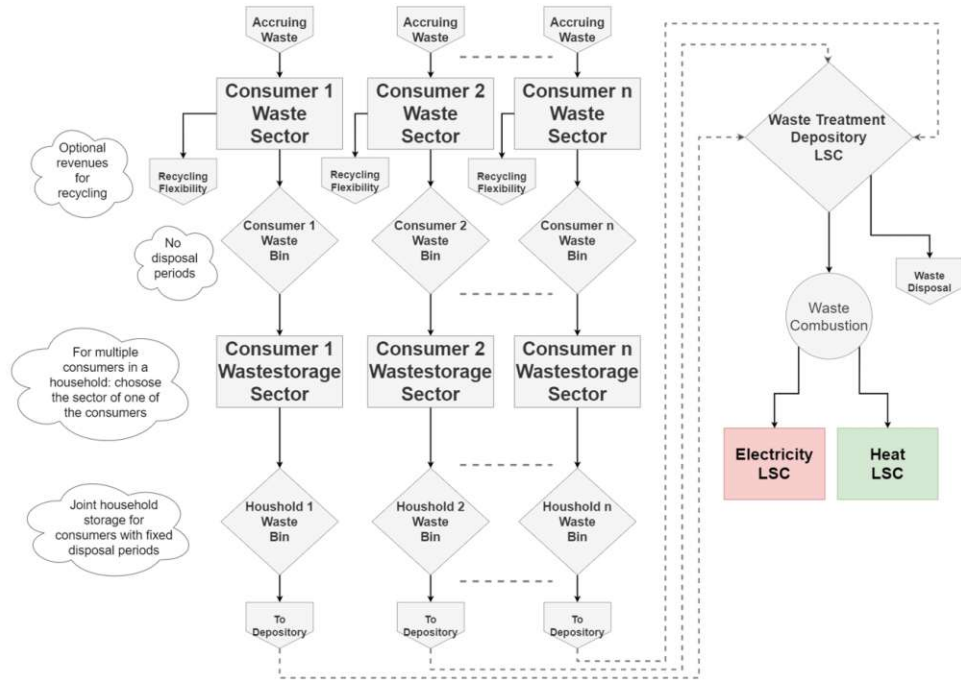 Accruing
Waste
Accruing
Waste
Accruing
Waste
Consumer 1
Waste
Sector
Consumer 2
Waste
Sector
Consumer n
Waste
Sector
Waste Treatment
Depository
LSC
Optional
revenues for
recycling
Recycling
Flexibility
Recycling
Flexibility
Recycling
Flexibility
No
disposal
periods
Consumer 1
Waste
Bin
Consumer 2
Waste
Bin
Consumer n
Waste
Bin
Waste
Disposal
Waste
Combustion
For multiple
consumers in a
household: chosose
the sector of one of
the consumers
Consumer 1
Wastestorage
Sector
Consumer 2
Wastestorage
Sector
Consumer n
Wastestorage
Sector
Electricity
LSC
Heat
LSC
Joint household
storage for
consumers with fixed
disposal periods
Houshold 1
Waste
Bin
Houshold 2
Waste
Bin
Houshold n
Waste
Bin
To
Depository
To
Depository
To
Depository